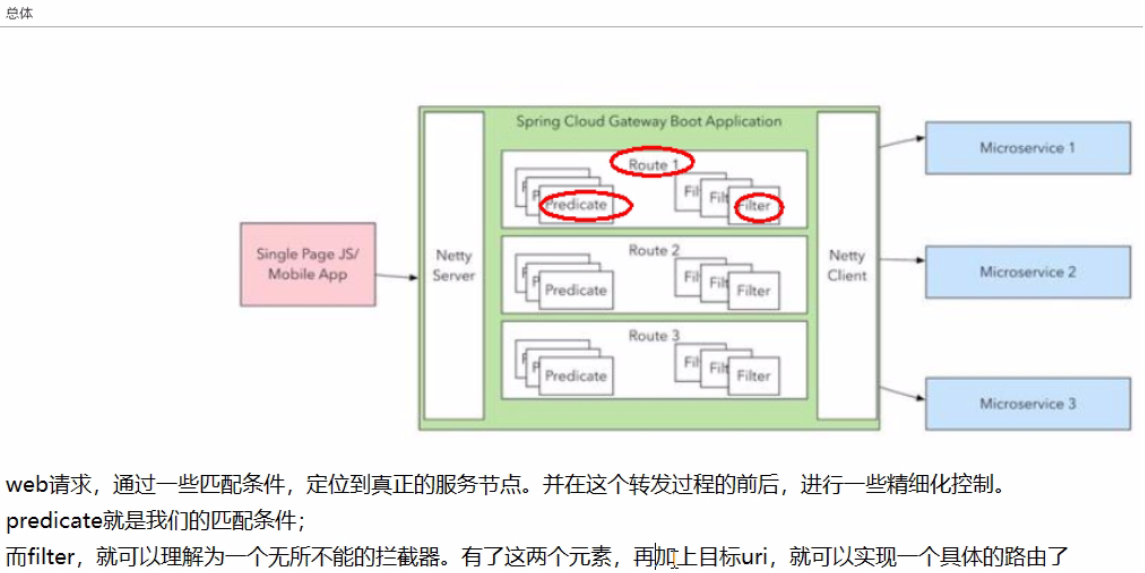 总体
Spring Cloud Gateway Boot Application
Route 1
Predicate
Fil
Filt
Filter
Single Page JS/
Mobile App
Netty
Server
Route 2
Predicate
Fil
Filt
Filter
Netty
Client
Route 3
Predicate
Fil
Filt
Filter
Microservice 1
Microservice 2
Microservice 3
web请求，通过一些匹配条件，定位到真正的服务节点。并在这个转发过程的前后，进行一些精细化控制。
predicate就是我们的匹配条件；
而filter，就可以理解为一个无所不能的拦截器。有了这两个元素，再加上目标uri，就可以实现一个具体的路由了